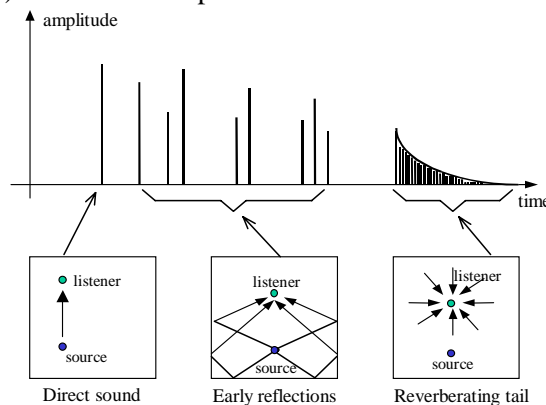 amplitude
time
listener
source
listener
source
listener
source
Direct sound
Early reflections
Reverberating tail